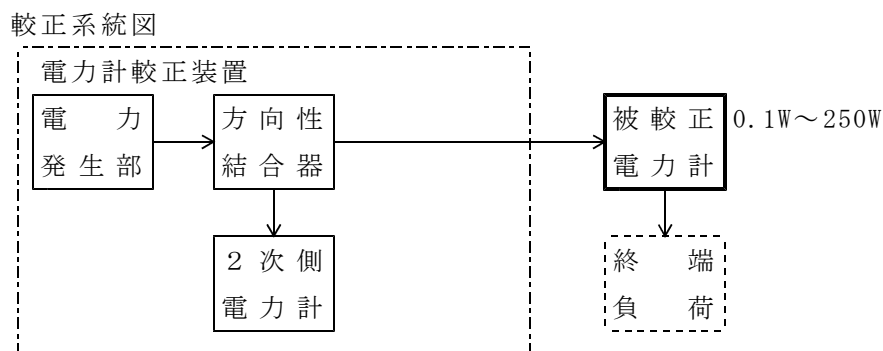 較正系統図
電力計較正装置
電　力
発生部
方向性
結合器
被較正
電力計
0.1W～250W
２次側
電力計
終　端
負　荷